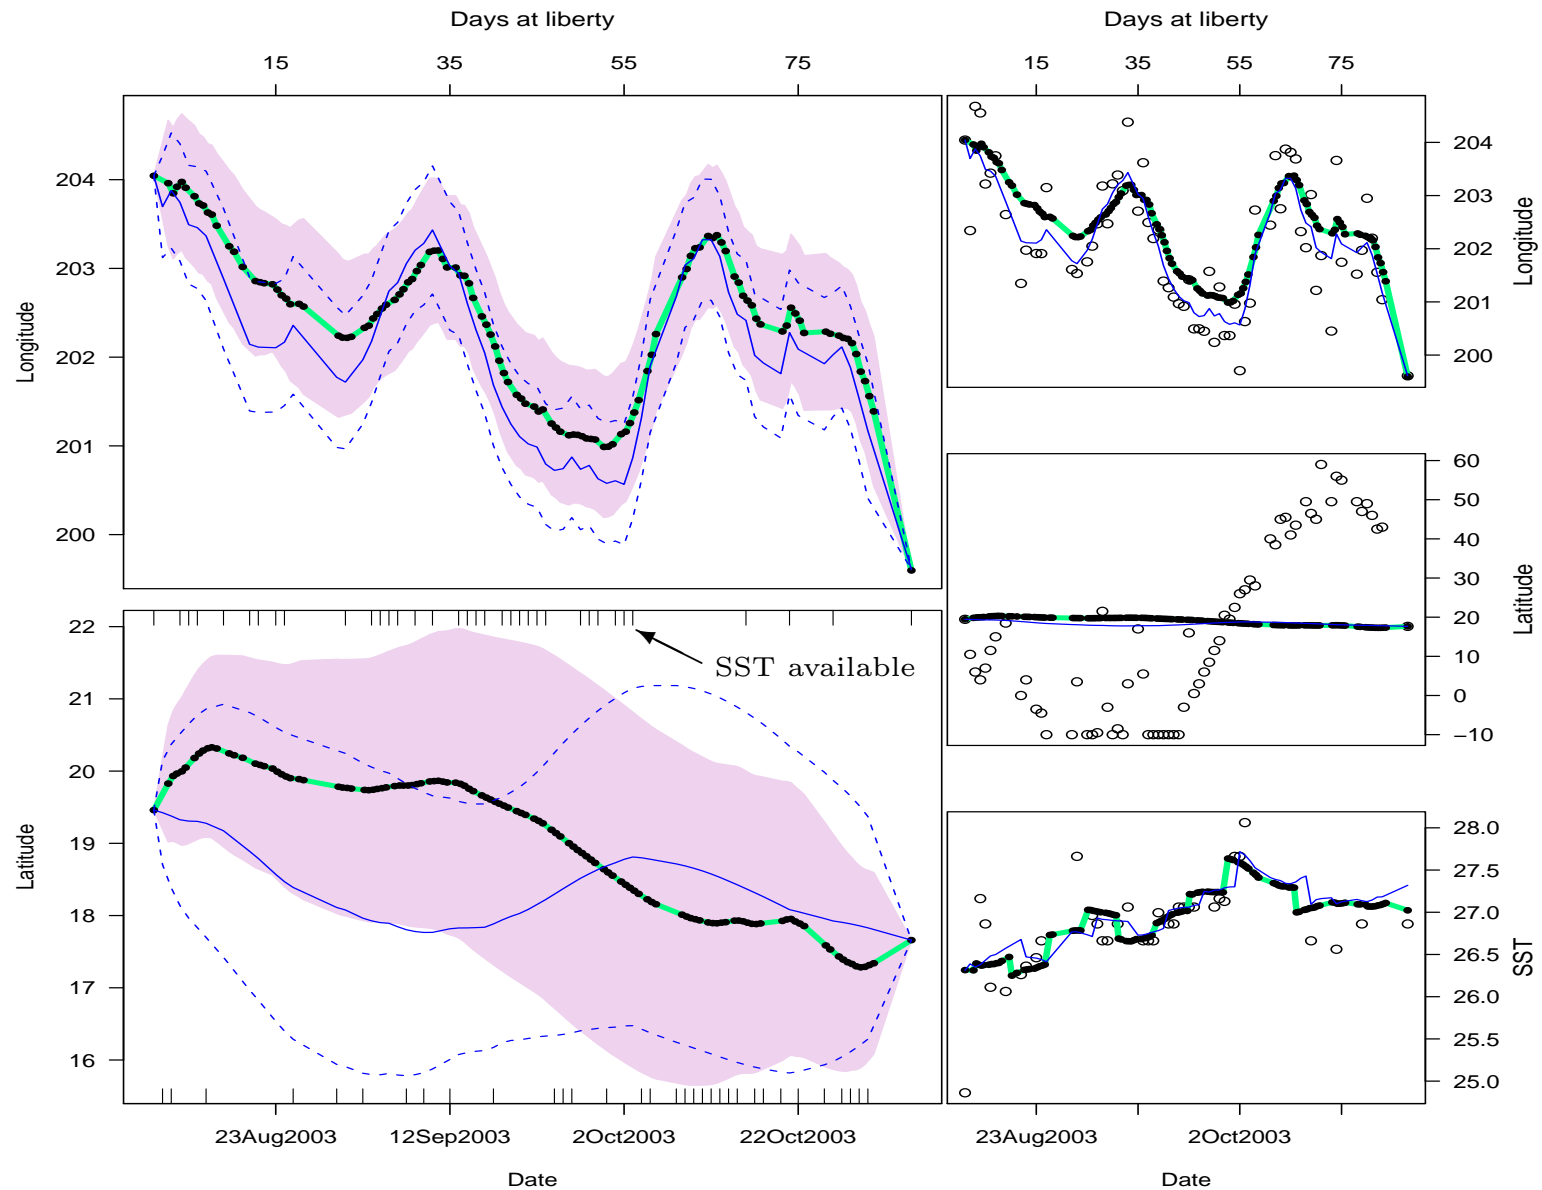 Days at liberty
Days at liberty
15 35 55 75
15 35 55 75
204
203
202
201
200
Longitude
204
203
202
201
200
Longitude
60
50
40
30
20
10
0
−10
Latitude
22
21
20
19
18
17
16
Latitude
SST available
28.0
27.5
27.0
26.5
26.0
25.5
25.0
SST
23Aug2003 12Sep2003 2Oct2003 22Oct2003
23Aug2003 2Oct2003
Date
Date